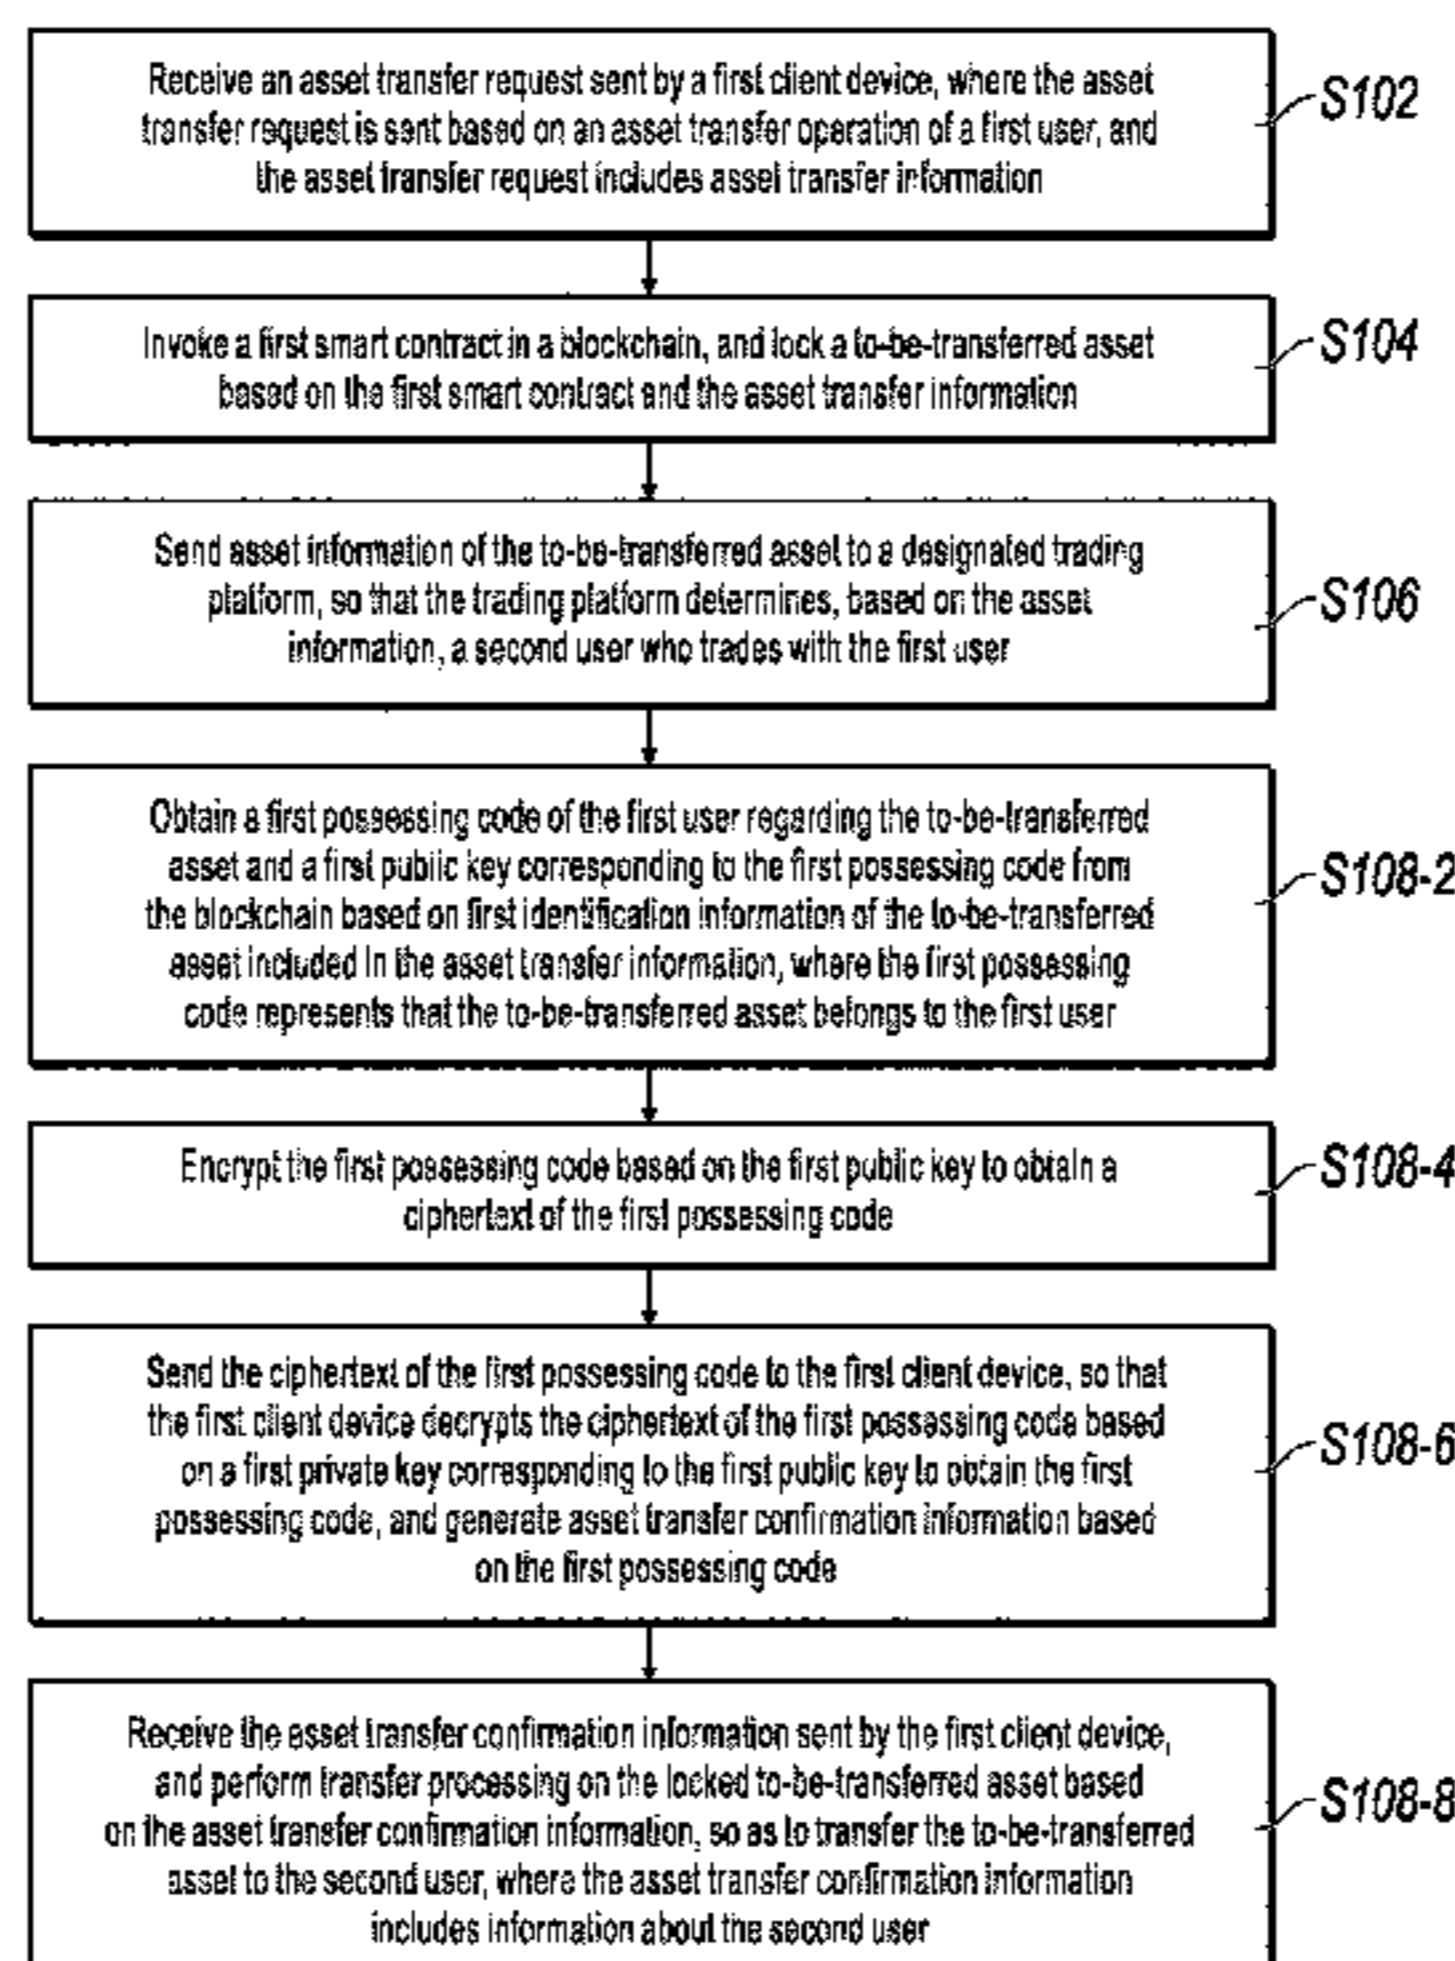 Receive an asset transfer request sent by a first client device, where the asset
transfer request is sent based on an asset transfer operation of a first user, and
the asset transfer request includes asset transfer information
S102
Invoke a first smart contract in a blockchain, and lock a to-be-transferred asset
based on the first smart contract and the asset transfer information
S104
Send asset information of the to-be-transferred asset to a designated trading
platform, so that the trading platform determines, based on the asset
information, a second user who trades with the first user
S106
Obtain a first possessing code of the first user regarding the to-be-transferred
asset and a first public key corresponding to the first possessing code from
the blockchain based on first identification information of the to-be-transferred
asset included in the asset transfer information, where the first possessing
code represents that the to-be-transferred asset belongs to the first user
S108-2
Encrypt the first possessing code based on the first public key to obtain a
ciphertext of the first possessing code
S108-4
Send the ciphertext of the first possessing code to the first client device, so that
the first client device decrypts the ciphertext of the first possessing code based
on a first private key corresponding to the first public key to obtain the first
possessing code, and generate asset transfer confirmation information based
on the first possessing code
S108-6
Receive the asset transfer confirmation information sent by the first client device,
and perform transfer processing on the locked to-be-transferred asset based
on the asset transfer confirmation information, so as to transfer the to-be-transferred
asset to the second user, where the asset transfer confirmation information
includes information about the second user
S108-8